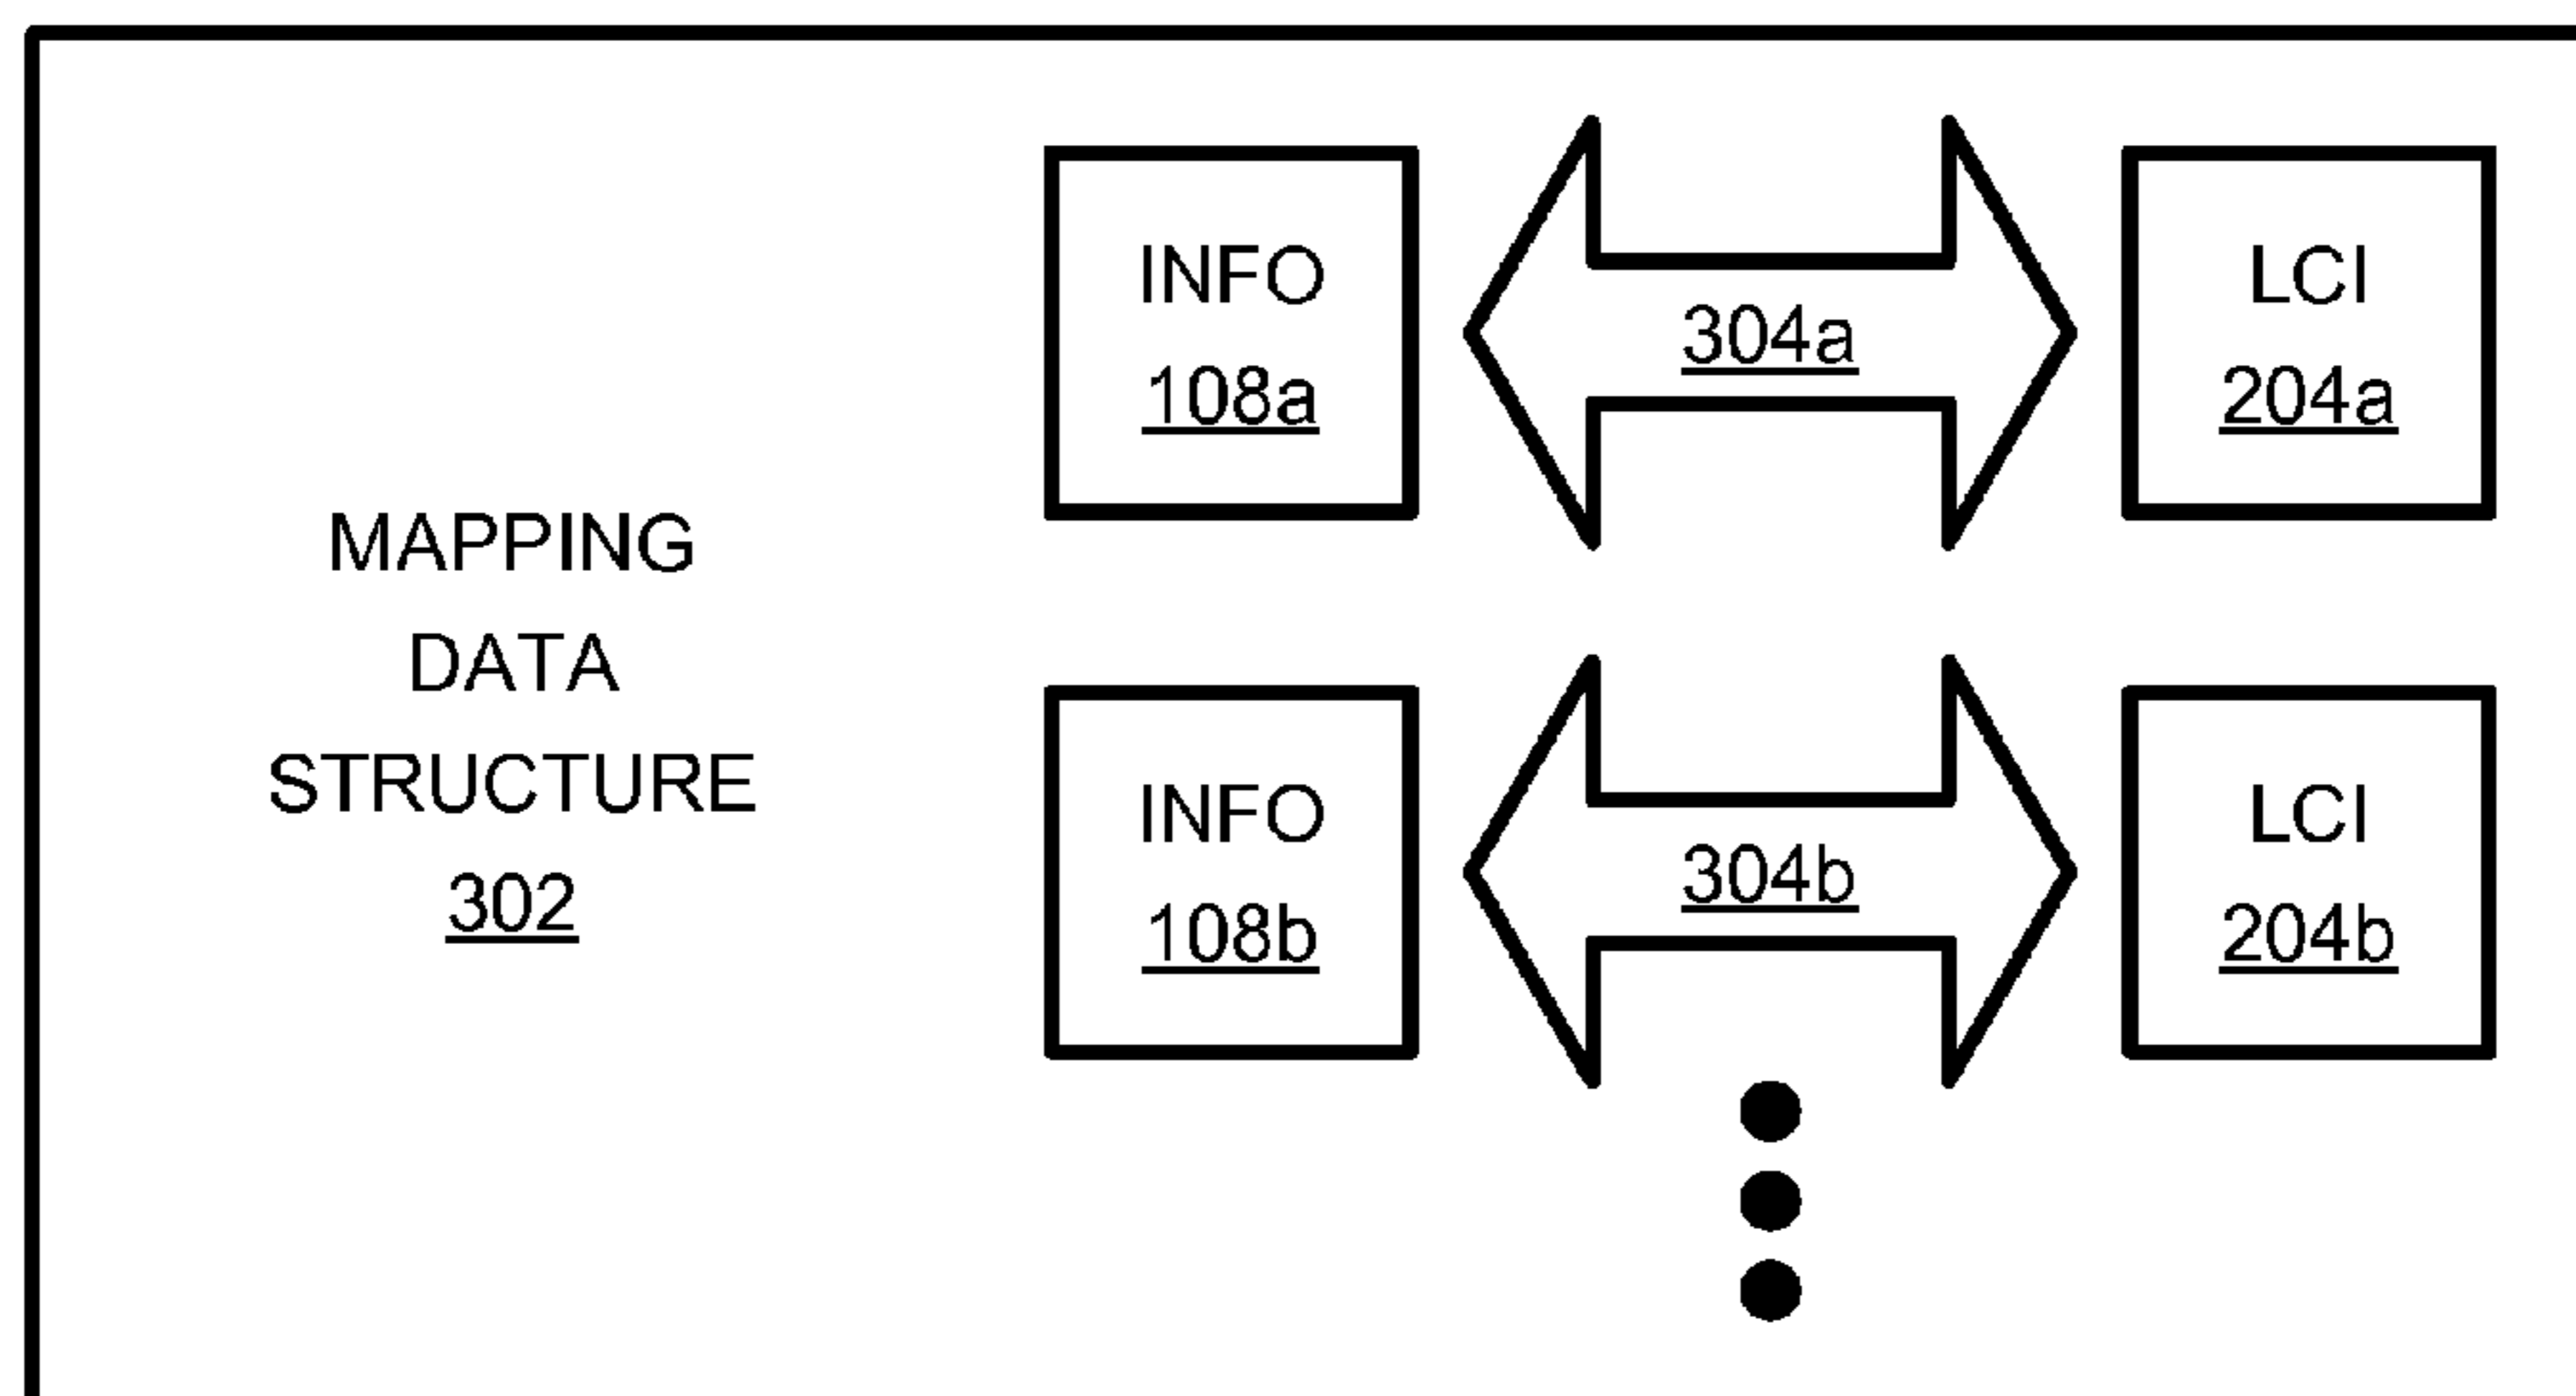 MAPPING
DATA
STRUCTURE
302
INFO
108a
304a
LCI
204a
INFO
108b
304b
LCI
204b